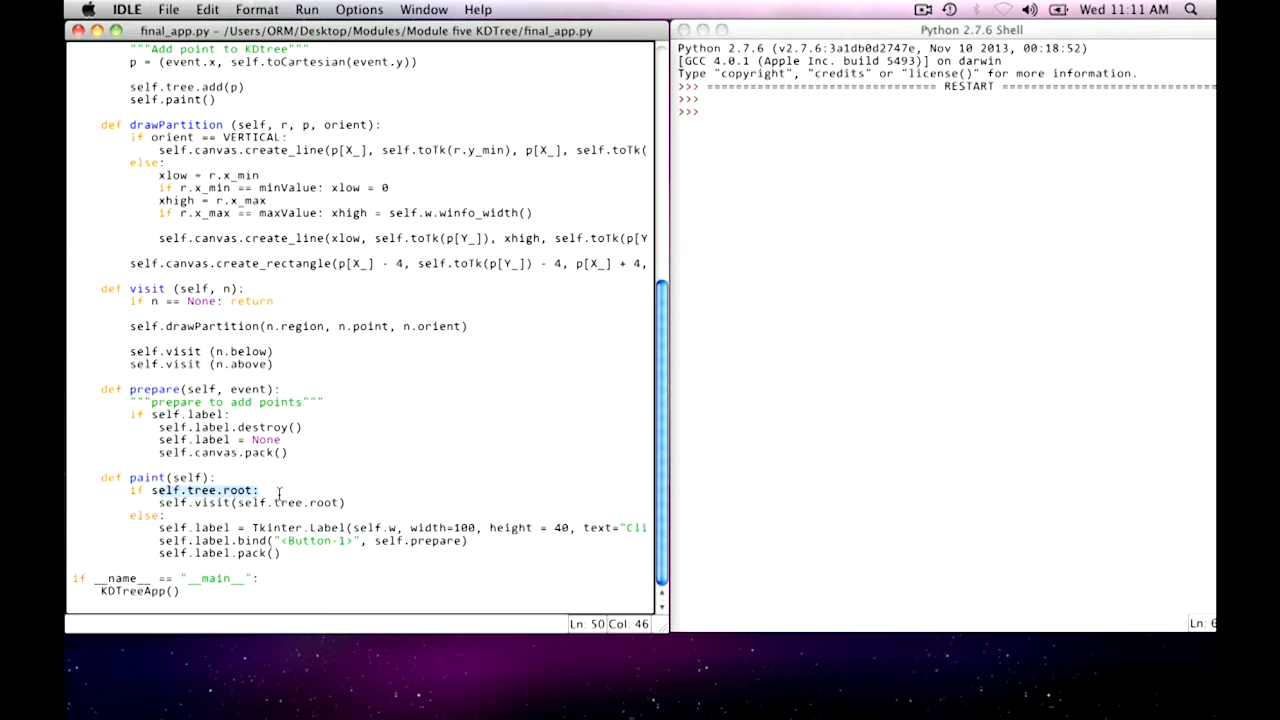 IDLE File Edit Format Run Options Window Help Wed 11:11 AM
final_app.py - /Users/ORM/Desktop/Modules/Module five KDTree/final_app.py
"""Add point to KDtree"""
p = (event.x, self.toCartesian(event.y))
self.tree.add(p)
self.paint()
def drawPartition (self, r, p, orient):
if orient == VERTICAL:
self.canvas.create_line(p[X_], self.toTk(r.y_min), p[X_], self.toTk(
else:
xlow = r.x_min
if r.x_min == minValue: xlow = 0
xhigh = r.x_max
if r.x_max == maxValue: xhigh = self.w.winfo_width()
self.canvas.create_line(xlow, self.toTk(p[Y_]), xhigh, self.toTk(p[Y
self.canvas.create_rectangle(p[X_] - 4, self.toTk(p[Y_]) - 4, p[X_] + 4,
def visit (self, n):
if n == None: return
self.drawPartition(n.region, n.point, n.orient)
self.visit (n.below)
self.visit (n.above)
def prepare(self, event):
"""prepare to add points"""
if self.label:
self.label.destroy()
self.label = None
self.canvas.pack()
def paint(self):
if self.tree.root:
self.visit(self.tree.root)
else:
self.label = Tkinter.Label(self.w, width=100, height = 40, text="Cli
self.label.bind("<Button-1>", self.prepare)
self.label.pack()
if __name__ == "__main__":
KDTreeApp()
Ln: 50 Col: 46
Python 2.7.6 Shell
Python 2.7.6 (v2.7.6:3a1db0d2747e, Nov 10 2013, 00:18:52)
[GCC 4.0.1 (Apple Inc. build 5493)] on darwin
Type "copyright", "credits" or "license()" for more information.
>>> ================================ RESTART ================================
>>>
>>>
Ln: 6